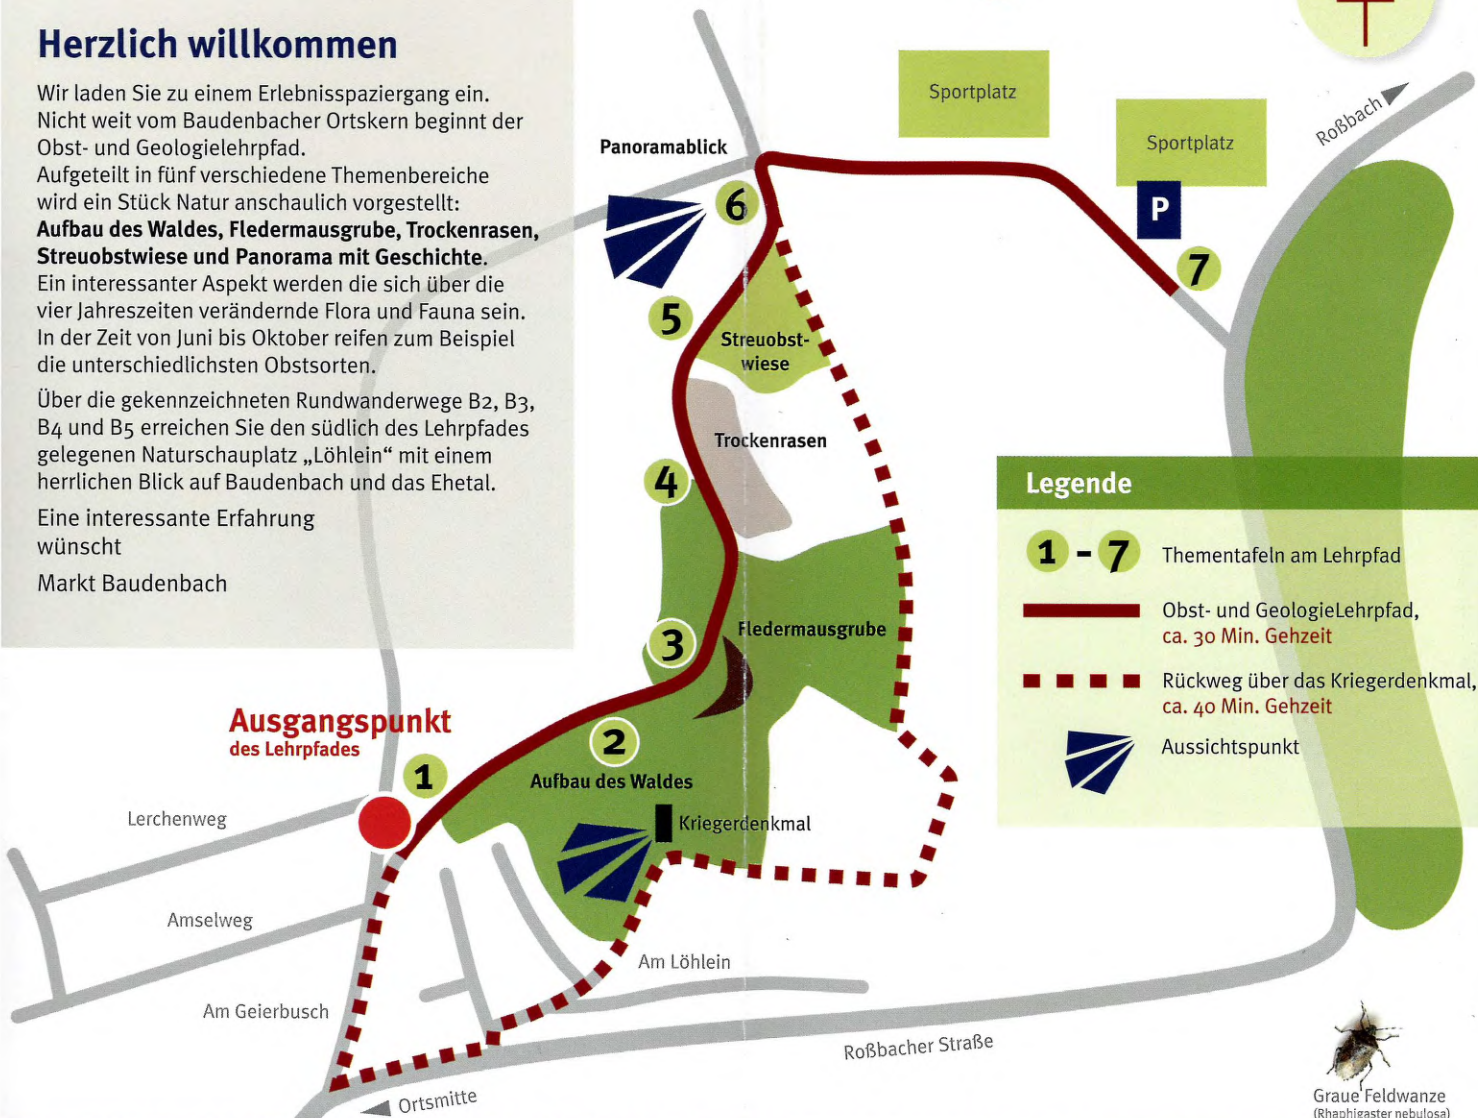 Herzlich willkommen
Wir laden Sie zu einem Erlebnisspaziergang ein.
Nicht weit vom Baudenbacher Ortskern beginnt der
Obst- und Geologielehrpfad.
Aufgeteilt in fünf verschiedene Themenbereiche
wird ein Stück Natur anschaulich vorgestellt:
Aufbau des Waldes, Fledermausgrube, Trockenrasen,
Streuobstwiese und Panorama mit Geschichte.
Ein interessanter Aspekt werden die sich über die
vier Jahreszeiten verändernde Flora und Fauna sein.
In der Zeit von Juni bis Oktober reifen zum Beispiel
die unterschiedlichsten Obstsorten.
Über die gekennzeichneten Rundwanderwege B2, B3,
B4 und B5 erreichen Sie den südlich des Lehrpfades
gelegenen Naturschauplatz „Löhlein“ mit einem
herrlichen Blick auf Baudenbach und das Ehetal.
Eine interessante Erfahrung
wünscht
Markt Baudenbach
Sportplatz
Sportplatz
Roßbach
Panoramablick
P
6
7
5
Streuobst-
wiese
Trockenrasen
4
3
Fledermausgrube
Ausgangspunkt
des Lehrpfades
1
2
Aufbau des Waldes
Kriegerdenkmal
Lerchenweg
Amselweg
Am Geierbusch
Am Löhlein
Roßbacher Straße
Ortsmitte
Legende
1 - 7 Thementafeln am Lehrpfad
Obst- und GeologieLehrpfad,
ca. 30 Min. Gehzeit
Rückweg über das Kriegerdenkmal,
ca. 40 Min. Gehzeit
Aussichtspunkt
Graue Feldwanze
(Rhaphigaster nebulosa)